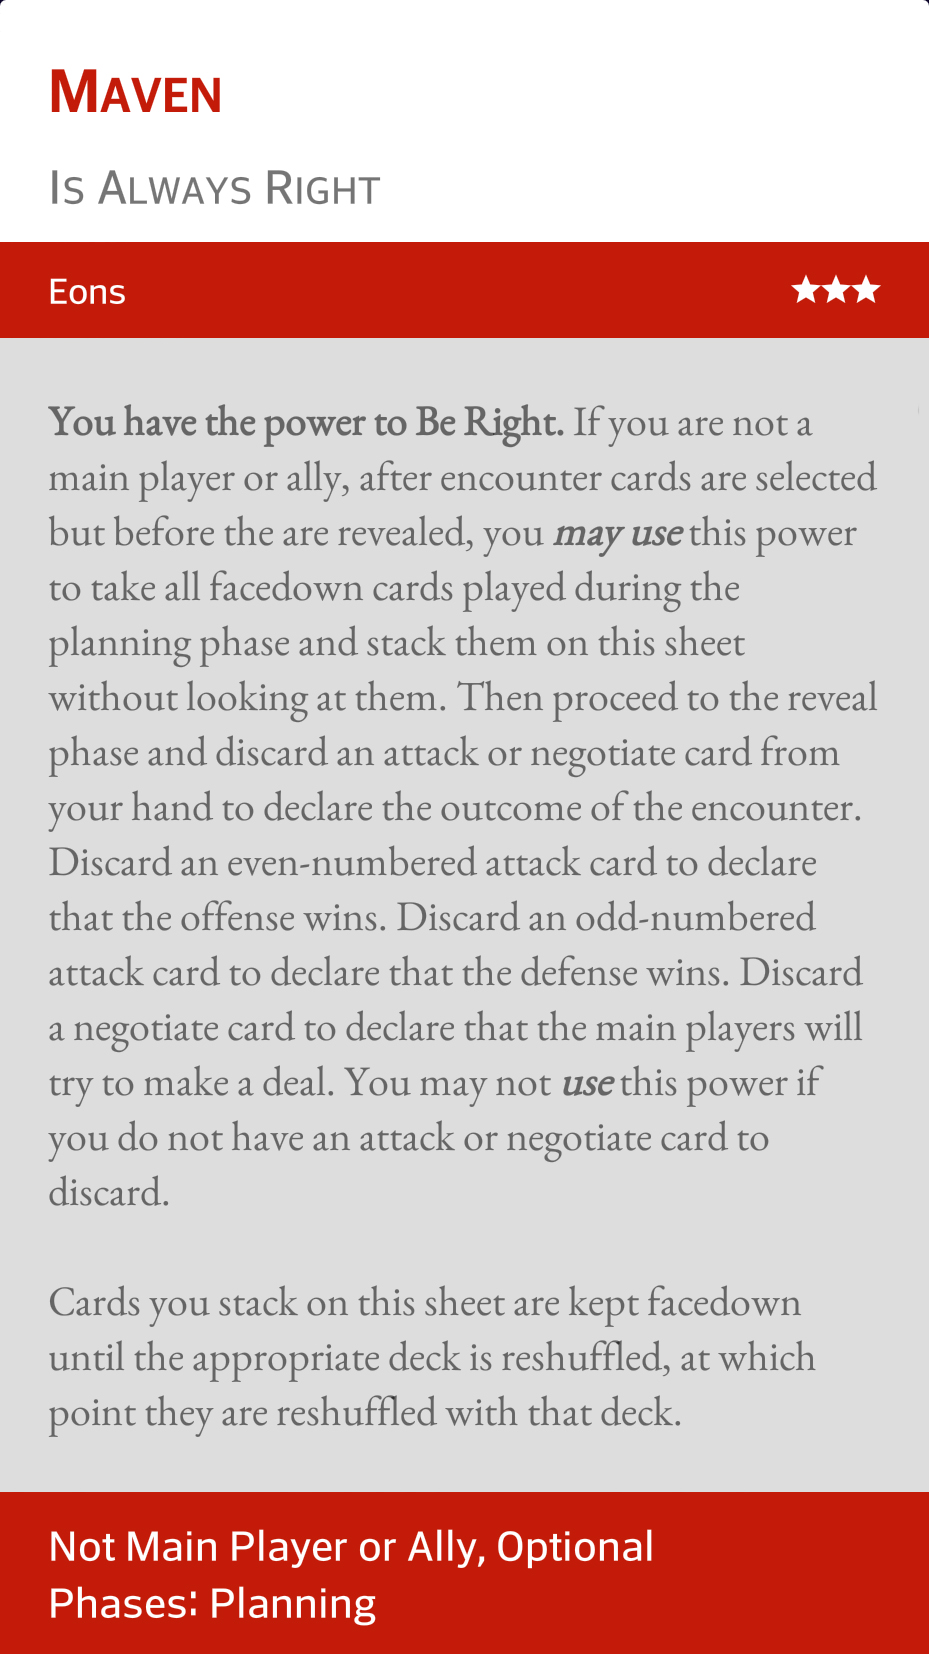 Maven
Is Always Right
Eons
You have the power to Be Right. If you are not a
main player or ally, after encounter cards are selected
but before the are revealed, you may use this power
to take all facedown cards played during the
planning phase and stack them on this sheet
without looking at them. Then proceed to the reveal
phase and discard an attack or negotiate card from
your hand to declare the outcome of the encounter.
Discard an even-numbered attack card to declare
that the offense wins. Discard an odd-numbered
attack card to declare that the defense wins. Discard
a negotiate card to declare that the main players will
try to make a deal. You may not use this power if
you do not have an attack or negotiate card to
discard.
Cards you stack on this sheet are kept facedown
until the appropriate deck is reshuffled, at which
point they are reshuffled with that deck.
Not Main Player or Ally, Optional
Phases: Planning